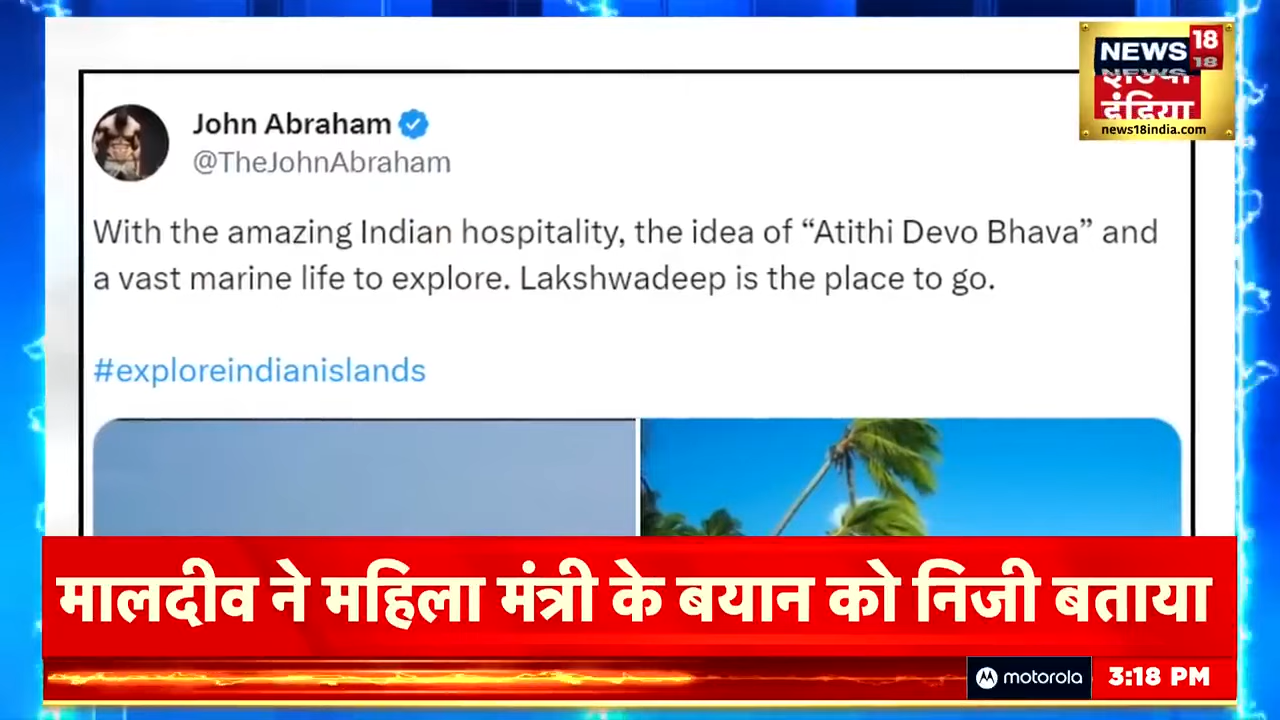 NEWS 18
इंडिया
news18india.com
John Abraham
@TheJohnAbraham
With the amazing Indian hospitality, the idea of “Atithi Devo Bhava” and
a vast marine life to explore. Lakshwadeep is the place to go.
#exploreindianislands
मालदीव ने महिला मंत्री के बयान को निजी बताया
motorola
3:18 PM